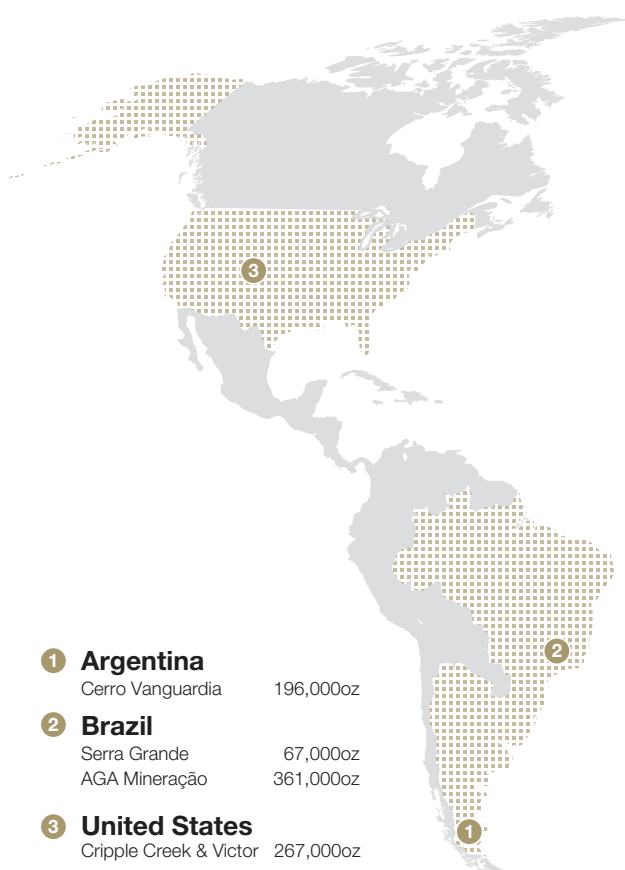 3
2
1
1 Argentina
Cerro Vanguardia 196,000oz
2 Brazil
Serra Grande 67,000oz
AGA Mineração 361,000oz
3 United States
Cripple Creek & Victor 267,000oz